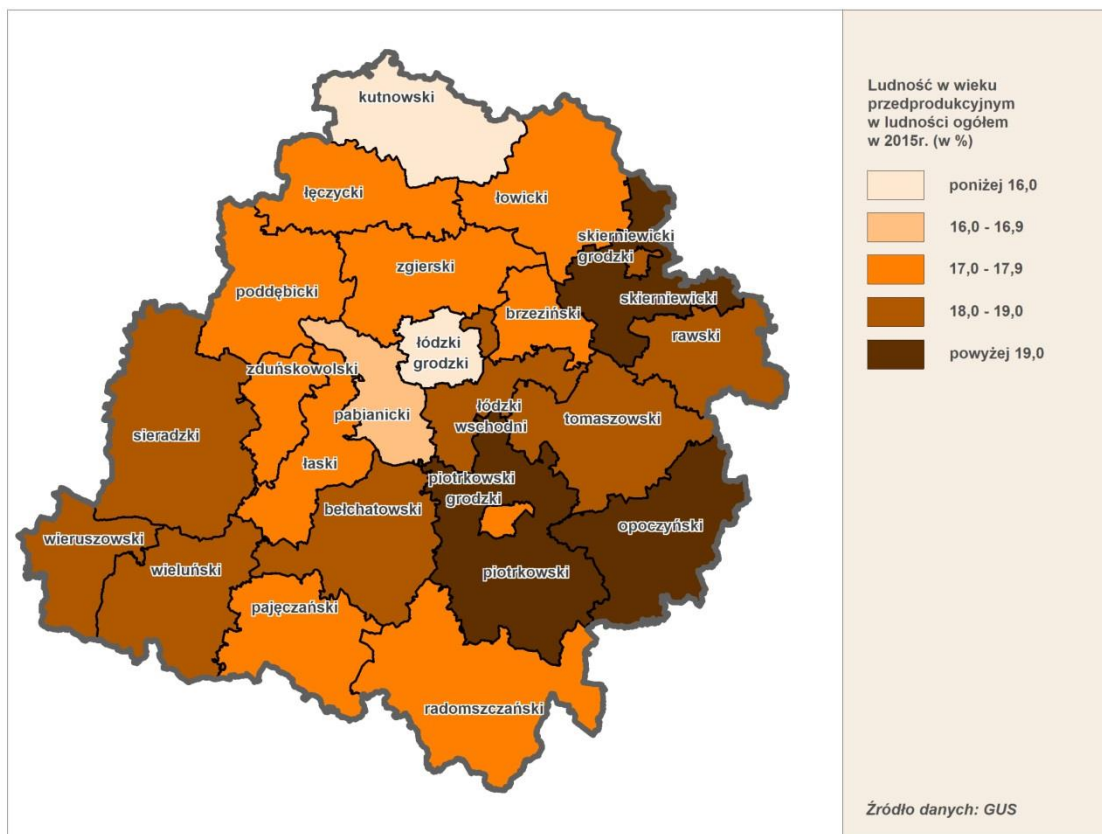 kutnowski
łęczycki
łowicki
skierniewicki
grodzki
zgierski
poddębicki
brzeziński
skierniewicki
rawski
łódzki
grodzki
zduńskowolski
pabianicki
łódzki
wschodni
tomaszowski
sieradzki
łaski
piotrkowski
grodzki
bełchatowski
opoczyński
wieruszowski
wieluński
piotrkowski
pajęczański
radomszczański
Ludność w wieku
przedprodukcyjnym
w ludności ogółem
w 2015r. (w %)
poniżej 16,0
16,0 - 16,9
17,0 - 17,9
18,0 - 19,0
powyżej 19,0
Źródło danych: GUS